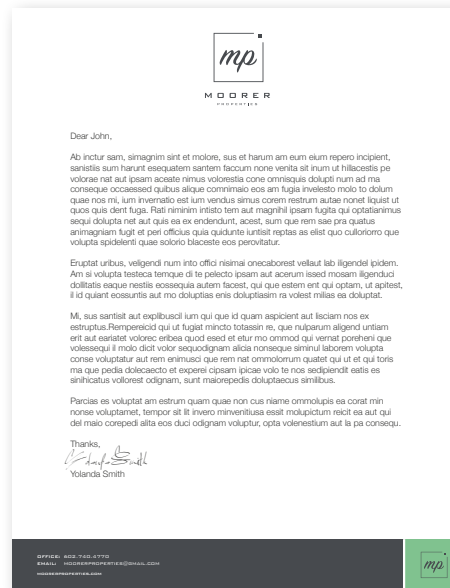 mp
MOORER
PROPERTIES
Dear John,
Ab inctur sam, simagnim sint et molore, sus et harum am eum eium repero incipient,
sanistiis sum harunt esequatem santem faccum none venita sit inum ut hillacestis pe
volorae nat aut ipsam aceate nimus volorestia cone omnisquis dolupti num ad ma
conseque occaessed quibus alique comnimaio eos am fugia invelesto molo to dolum
quae nos mi, ium invernatio est ium vendus simus corem restrum autae nonet liquist ut
quos quis dent fuga. Rati niminim intisto tem aut magnihil ipsam fugita qui optatianimus
sequi dolupta net aut quis ea ex endendunt, acest, sum que rem sae pra quatus
animagniam fugit et peri officius quia quidunte iuntisit reptas as elist quo culloriorro que
volupta spidelenti quae solorio blaceste eos perovitatur.
Eruptat uribus, veligendi num into offici nisimai onecaborest vellaut lab iligendel ipidem.
Am si volupta testeca temque di te pelecto ipsam aut acerum issed mosam iligenduci
dollitatis eaque nestiis eossequia autem facest, qui que estem ent qui optam, ut apitest,
il id quiant eossuntis aut mo doluptias enis doluptiasim ra volest milias ea doluptat.
Mi, sus santisit aut explibuscil ium qui que id quam aspicient aut lisciam nos ex
estruptus.Rempereicid qui ut fugiat mincto totassin re, que nulparum aligend untiam
erit aut eariatet volorec eribea quod esed et etur mo ommod qui vernat poreheni que
volessequi il molo dicit volor sequodignam alicia nonseque siminul laborem volupta
conse voluptatur aut rem enimusci que rem nat ommolorrum quatet qui ut et qui toris
ma que pedia dolecaecto et experei cipsam ipicae volo te nos sedipiendit eatis es
sinihicatus vollorest odignam, sunt maiorepedis doluptaecus similibus.
Parcias es voluptat am estrum quam quae non cus niame ommolupis ea corat min
nonse voluptamet, tempor sit lit invero minvenitiusa essit molupictum reicit ea aut qui
del maio corepedi alita eos duci odignam voluptur, opta volenestium aut la pa consequ.
Thanks,
Yolanda Smith
Yolanda Smith
OFFICE: 602.740.4770
EMAIL: MOORERPROPERTIES@GMAIL.COM
MOORERPROPERTIES.COM
mp